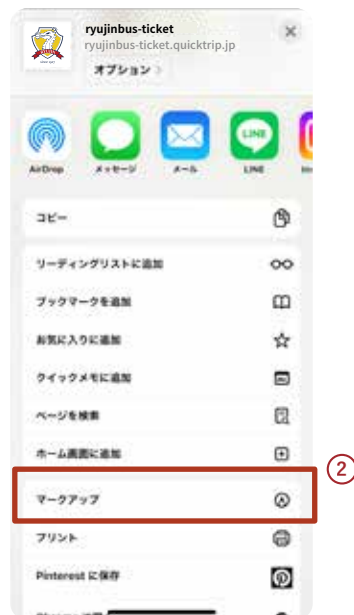 ryujinbus-ticket
ryujinbus-ticket.quicktrip.jp
オプション
AirDrop
メッセージ
メール
LINE
コピー
リーディングリストに追加
ブックマークを追加
お気に入りに追加
クイックメモに追加
ページを検索
ホーム画面に追加
②
マークアップ
プリント
Pinterest に保存